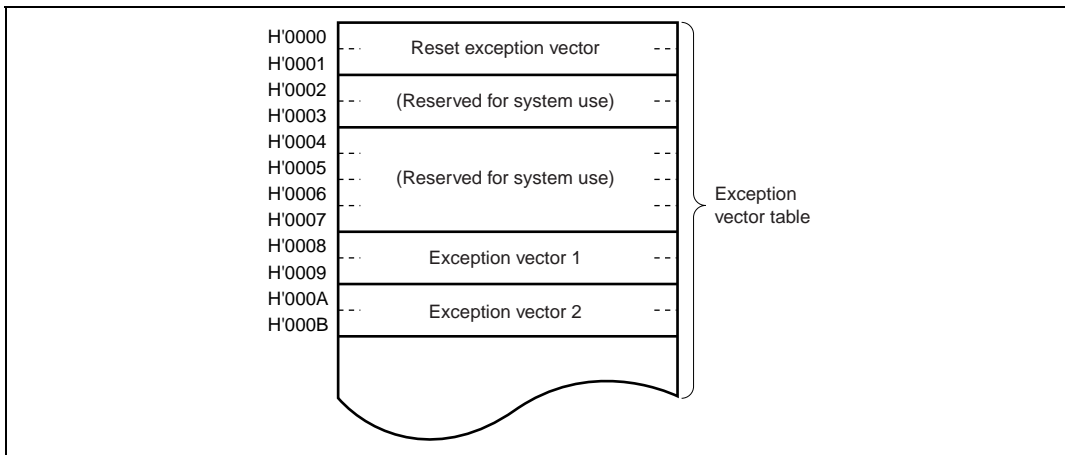 H'0000
Reset exception vector
H'0001
H'0002
(Reserved for system use)
H'0003
H'0004
H'0005
(Reserved for system use)
H'0006
H'0007
Exception
vector table
H'0008
Exception vector 1
H'0009
H'000A
Exception vector 2
H'000B